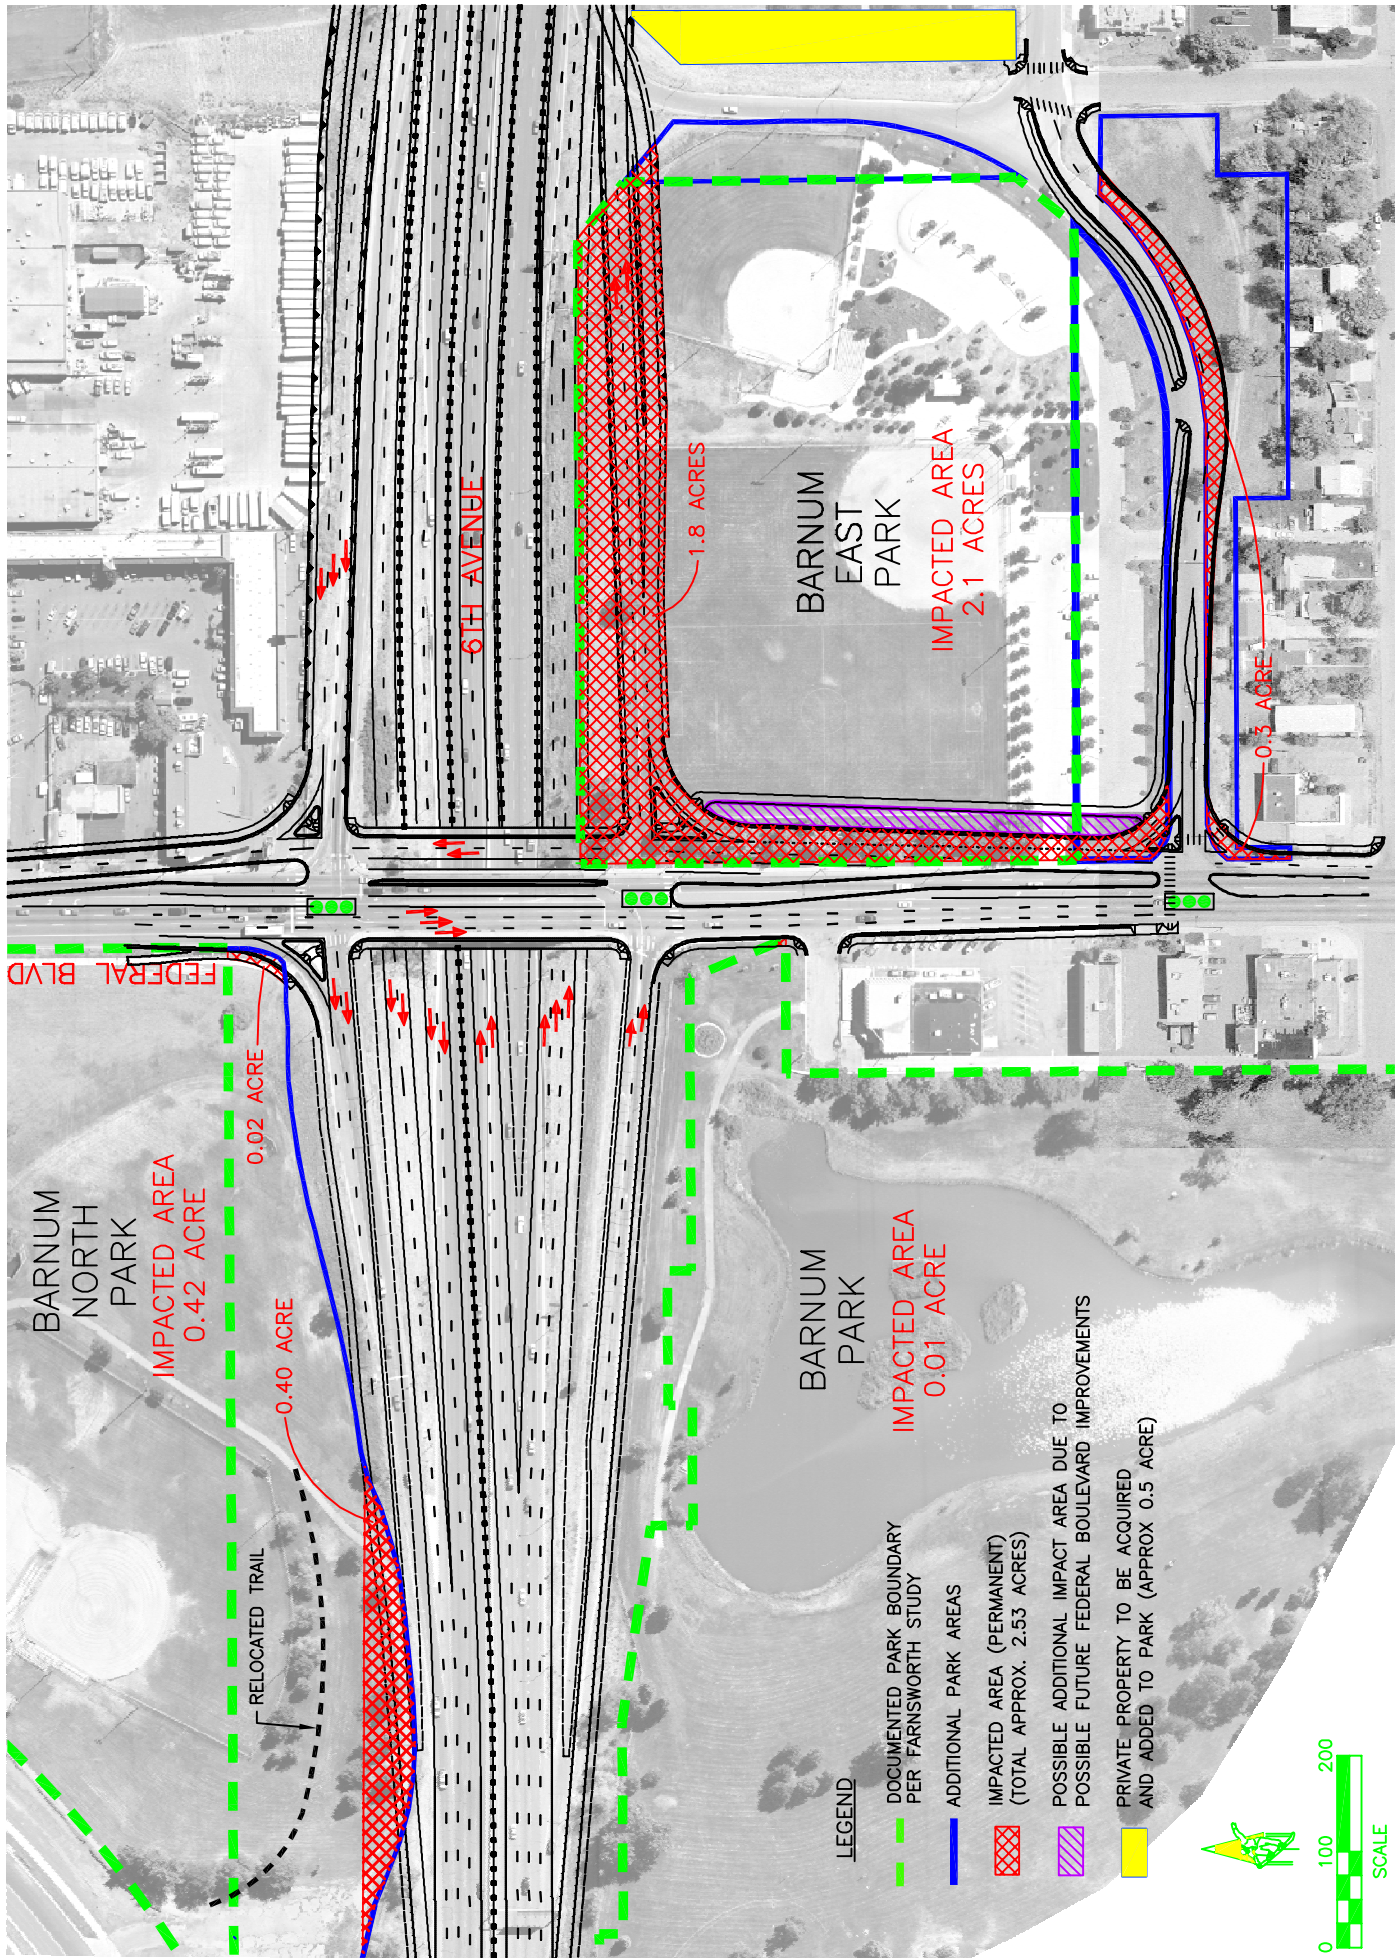 BARNUM
NORTH
PARK
IMPACTED AREA
0.42 ACRE
0.02 ACRE
0.40 ACRE
RELOCATED TRAIL
FEDERAL BLVD
6TH AVENUE
1.8 ACRES
BARNUM
EAST
PARK
IMPACTED AREA
2.1 ACRES
0.3 ACRE
BARNUM
PARK
IMPACTED AREA
0.01 ACRE
LEGEND
DOCUMENTED PARK BOUNDARY
PER FARNSWORTH STUDY
ADDITIONAL PARK AREAS
IMPACTED AREA (PERMANENT)
(TOTAL APPROX. 2.53 ACRES)
POSSIBLE ADDITIONAL IMPACT AREA DUE TO
POSSIBLE FUTURE FEDERAL BOULEVARD IMPROVEMENTS
PRIVATE PROPERTY TO BE ACQUIRED
AND ADDED TO PARK (APPROX 0.5 ACRE)
0 100 200
SCALE